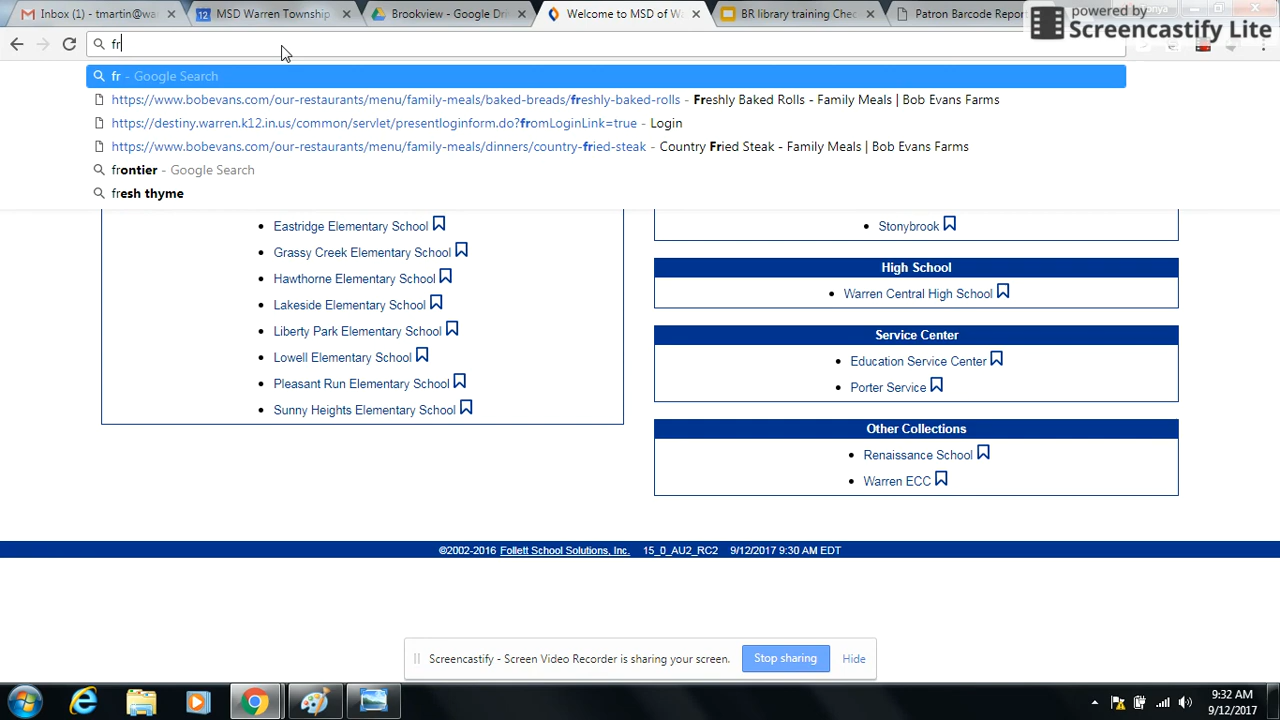 Inbox (1) - tmartin@wa
12 MSD Warren Township
Brookview - Google Dr
Welcome to MSD of Wa
BR library training Chec
Patron Barcode Repor
powered by
Screencastify Lite
fr
fr - Google Search
https://www.bobevans.com/our-restaurants/menu/family-meals/baked-breads/freshly-baked-rolls - Freshly Baked Rolls - Family Meals | Bob Evans Farms
https://destiny.warren.k12.in.us/common/servlet/presentloginform.do?fromLoginLink=true - Login
https://www.bobevans.com/our-restaurants/menu/family-meals/dinners/country-fried-steak - Country Fried Steak - Family Meals | Bob Evans Farms
frontier - Google Search
fresh thyme
Eastridge Elementary School
Grassy Creek Elementary School
Hawthorne Elementary School
Lakeside Elementary School
Liberty Park Elementary School
Lowell Elementary School
Pleasant Run Elementary School
Sunny Heights Elementary School
Stonybrook
High School
Warren Central High School
Service Center
Education Service Center
Porter Service
Other Collections
Renaissance School
Warren ECC
©2002-2016 Follett School Solutions, Inc. 15_0_AU2_RC2 9/12/2017 9:30 AM EDT
Screencastify - Screen Video Recorder is sharing your screen. Stop sharing Hide
9:32 AM
9/12/2017